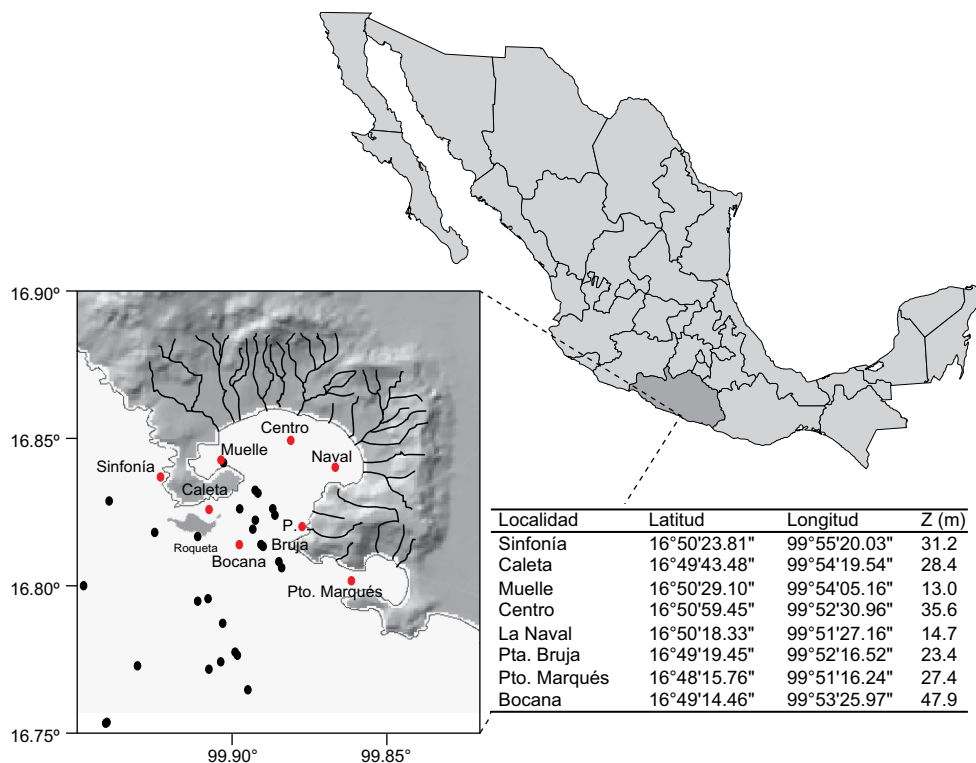 16.90º
16.85º
16.80º
16.75º
99.90°
99.85°
Centro
Muelle
Naval
Sinfonía
Caleta
P.
Bruja
Roqueta
Bocana
Pto. Marqués
Localidad Latitud Longitud Z (m)
Sinfonía 16°50'23.81" 99°55'20.03" 31.2
Caleta 16°49'43.48" 99°54'19.54" 28.4
Muelle 16°50'29.10" 99°54'05.16" 13.0
Centro 16°50'59.45" 99°52'30.96" 35.6
La Naval 16°50'18.33" 99°51'27.16" 14.7
Pta. Bruja 16°49'19.45" 99°52'16.52" 23.4
Pto. Marqués 16°48'15.76" 99°51'16.24" 27.4
Bocana 16°49'14.46" 99°53'25.97" 47.9